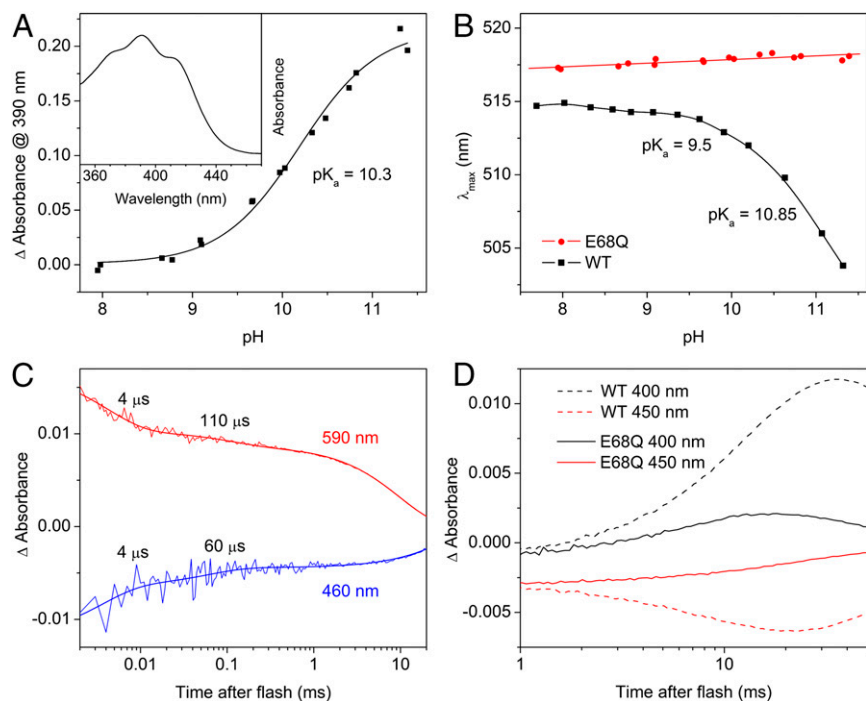 A
Δ Absorbance @ 390 nm
0.20
0.15
0.10
0.05
0.00
Absorbance
360 400 440
Wavelength (nm)
pKa = 10.3
8 9 10 11
pH
B
λmax (nm)
520
517
514
505
pKa = 9.5
pKa = 10.85
E68Q
WT
8 9 10 11
pH
C
Δ Absorbance
0.01
0.00
-0.01
4 μs
110 μs
590 nm
4 μs
60 μs
460 nm
0.01 0.1 1 10
Time after flash (ms)
D
Δ Absorbance
0.010
0.005
0.000
-0.005
WT 400 nm
WT 450 nm
E68Q 400 nm
E68Q 450 nm
1 10
Time after flash (ms)